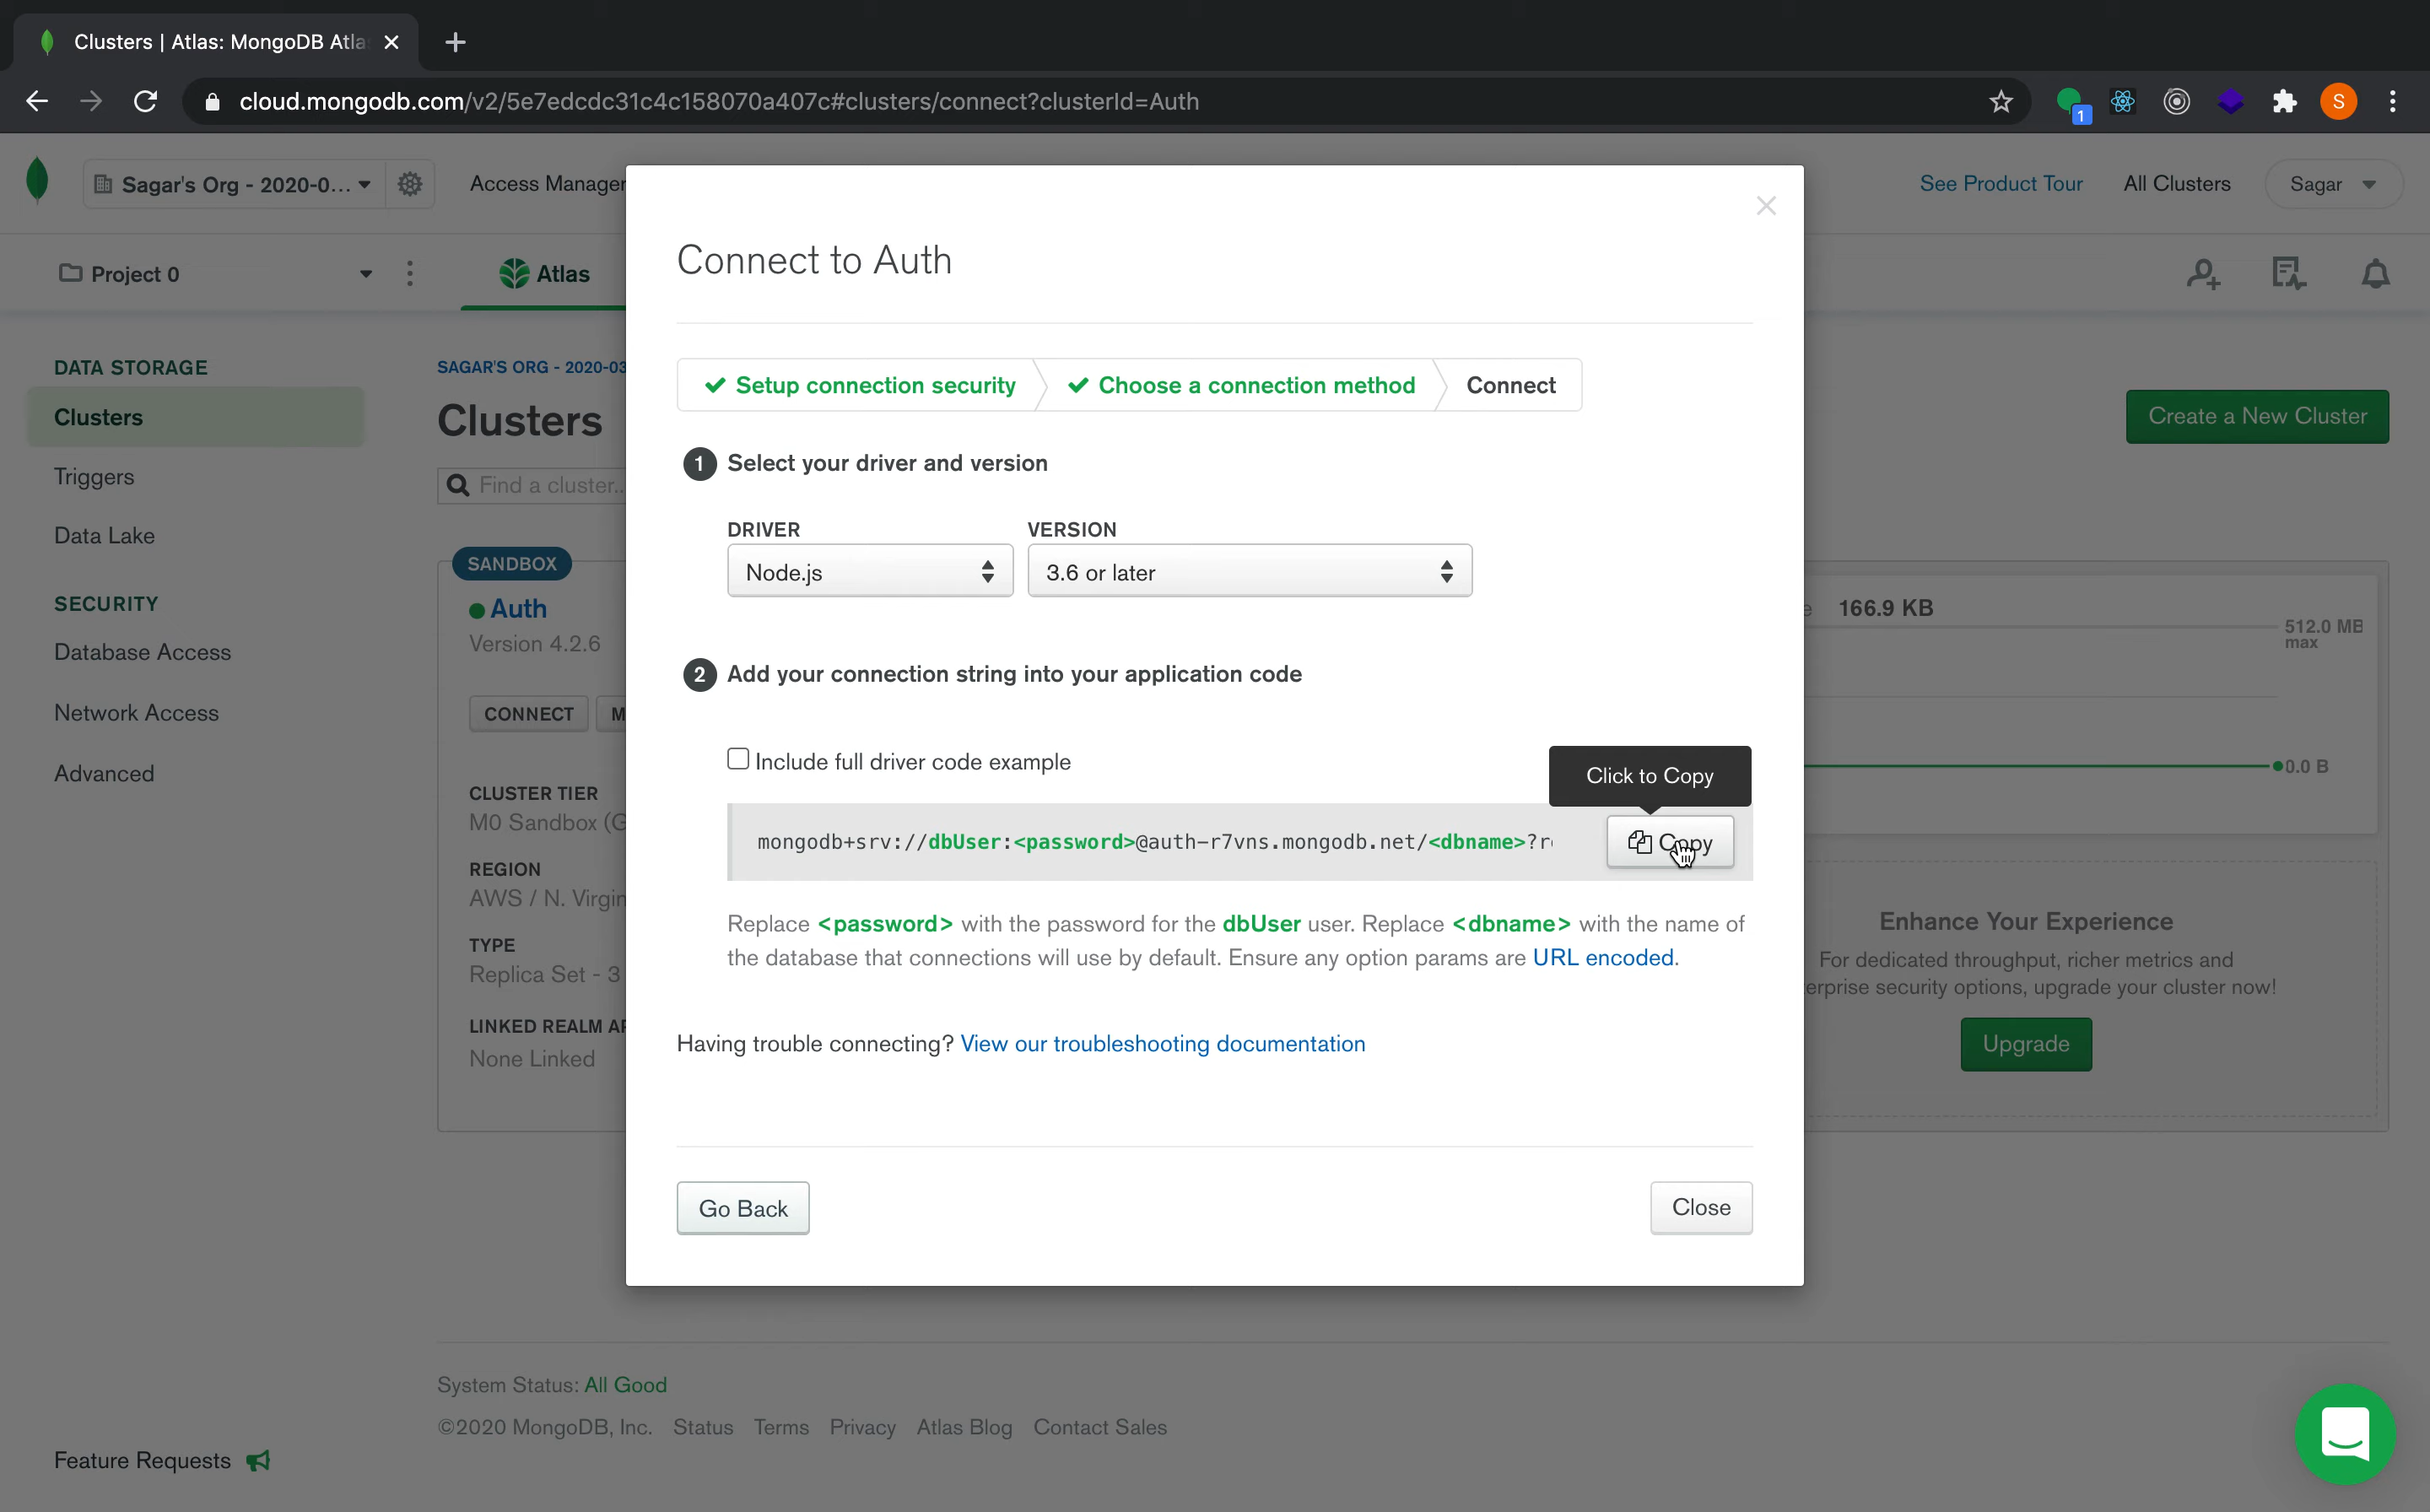 Clusters | Atlas: MongoDB Atla
cloud.mongodb.com/v2/5e7edcdc31c4c158070a407c#clusters/connect?clusterId=Auth
1
S
Sagar's Org - 2020-0...
Access Manager
See Product Tour
All Clusters
Sagar
Project 0
Atlas
DATA STORAGE
Clusters
Triggers
Data Lake
SECURITY
Database Access
Network Access
Advanced
Feature Requests
SAGAR'S ORG - 2020-03
Clusters
Create a New Cluster
Find a cluster...
SANDBOX
Auth
Version 4.2.6
CONNECT
CLUSTER TIER
M0 Sandbox (G
REGION
AWS / N. Virgin
TYPE
Replica Set - 3
LINKED REALM AP
None Linked
Connect to Auth
Setup connection security
Choose a connection method
Connect
1 Select your driver and version
DRIVER
VERSION
Node.js
3.6 or later
2 Add your connection string into your application code
Include full driver code example
Click to Copy
mongodb+srv://dbUser:<password>@auth-r7vns.mongodb.net/<dbname>?r
Copy
Replace <password> with the password for the dbUser user. Replace <dbname> with the name of
the database that connections will use by default. Ensure any option params are URL encoded.
Having trouble connecting? View our troubleshooting documentation
Go Back
Close
e 166.9 KB
512.0 MB
max
0.0 B
Enhance Your Experience
For dedicated throughput, richer metrics and
erprise security options, upgrade your cluster now!
Upgrade
System Status: All Good
©2020 MongoDB, Inc. Status Terms Privacy Atlas Blog Contact Sales